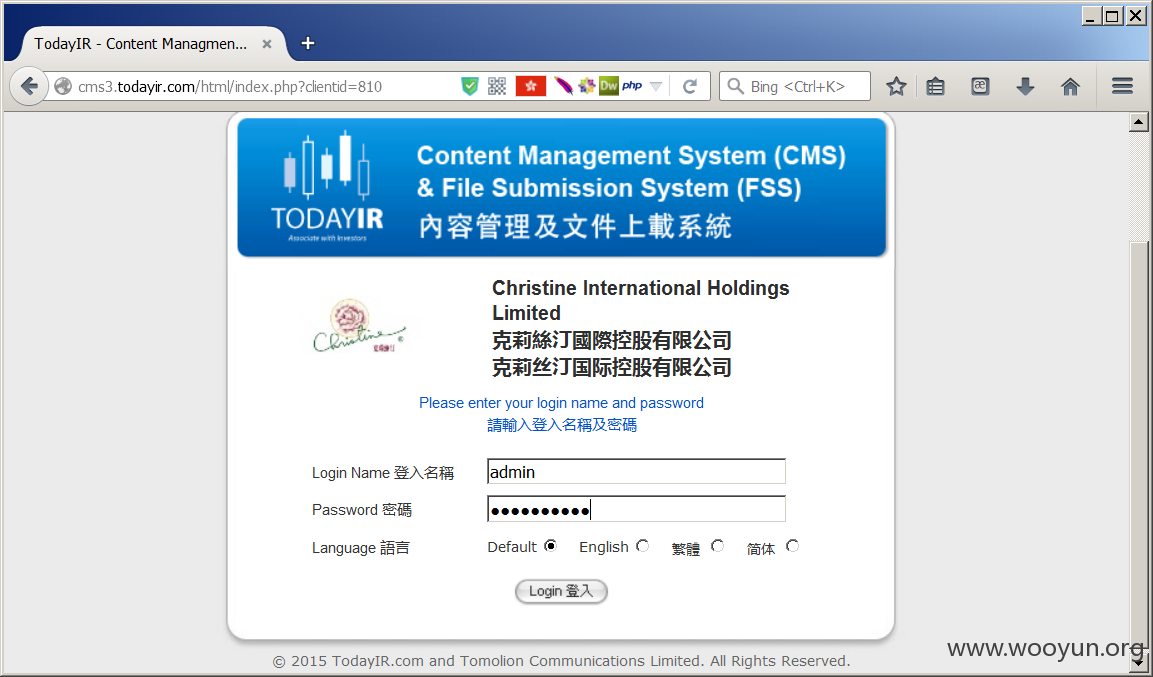 TodayIR - Content Managmen...
cms3.todayir.com/html/index.php?clientid=810
Dw
php
Bing <Ctrl+K>
Content Management System (CMS)
& File Submission System (FSS)
內容管理及文件上載系統
TODAYIR
Associate with Investors
Christine International Holdings
Limited
克莉絲汀國際控股有限公司
克莉丝汀国际控股有限公司
Christine
Please enter your login name and password
請輸入登入名稱及密碼
Login Name 登入名稱
admin
Password 密碼
Language 語言
Default
English
繁體
简体
Login 登入
© 2015 TodayIR.com and Tomolion Communications Limited. All Rights Reserved.
www.wooyun.org